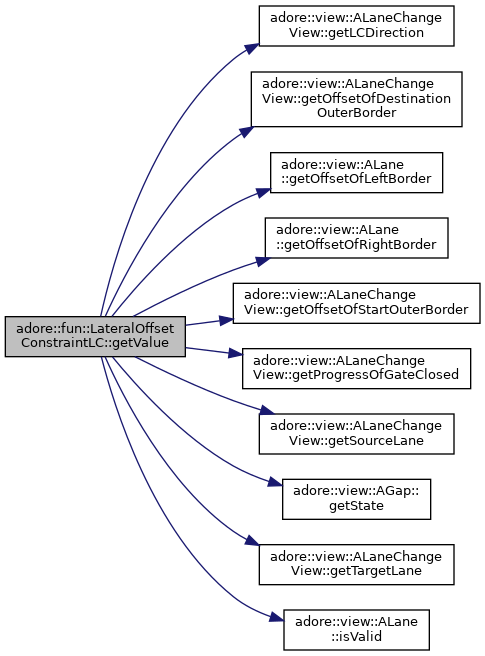 adore::view::ALaneChange
View::getLCDirection
adore::view::ALaneChange
View::getOffsetOfDestination
OuterBorder
adore::view::ALane
::getOffsetOfLeftBorder
adore::view::ALane
::getOffsetOfRightBorder
adore::view::ALaneChange
View::getOffsetOfStartOuterBorder
adore::fun::LateralOffset
ConstraintLC::getValue
adore::view::ALaneChange
View::getProgressOfGateClosed
adore::view::ALaneChange
View::getSourceLane
adore::view::AGap::
getState
adore::view::ALaneChange
View::getTargetLane
adore::view::ALane
::isValid